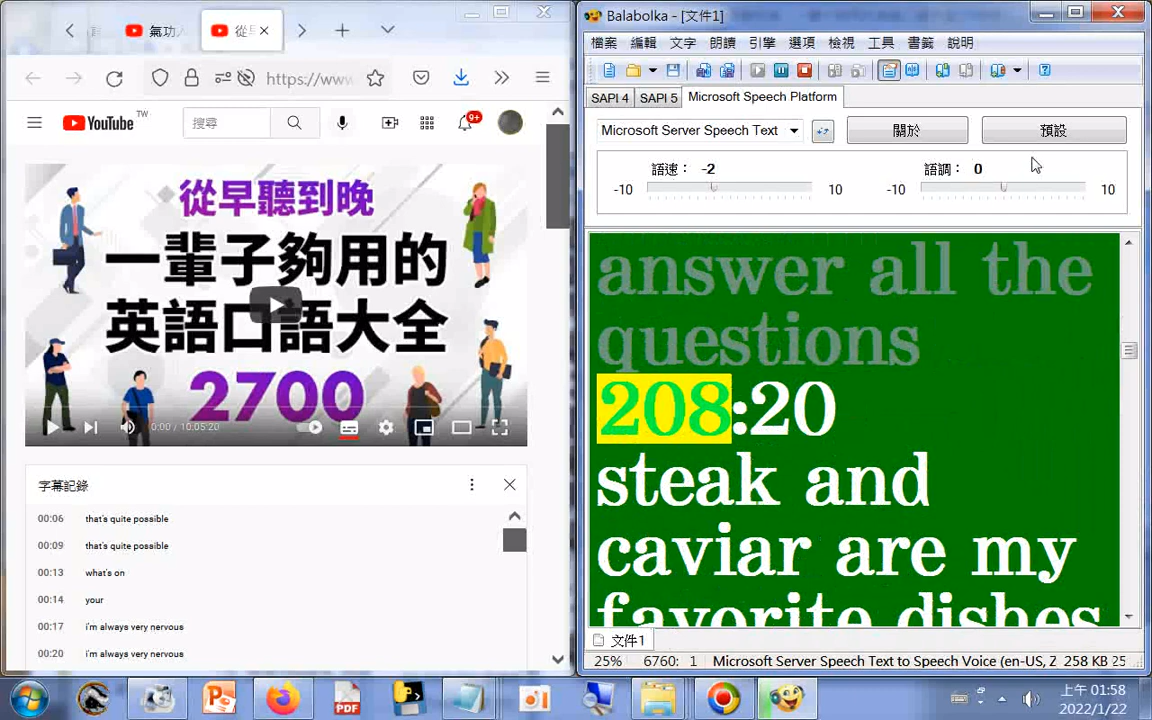 氣功
從
https://www
YouTube TW
搜尋
9+
從早聽到晚
一輩子夠用的
英語口語大全
2700
0:00 / 10:05:20
字幕記錄
00:06 that's quite possible
00:09 that's quite possible
00:13 what's on
00:14 your
00:17 i'm always very nervous
00:20 i'm always very nervous
Balabolka - [文件1]
檔案 編輯 文字 朗讀 引擎 選項 檢視 工具 書籤 說明
SAPI 4 SAPI 5 Microsoft Speech Platform
Microsoft Server Speech Text
關於
預設
語速： -2
語調： 0
-10 10 -10 10
answer all the
questions
208:20
steak and
caviar are my
favorite dishes
文件1
25% 6760: 1 Microsoft Server Speech Text to Speech Voice (en-US, Z 258 KB
PDF
上午 01:58
2022/1/22